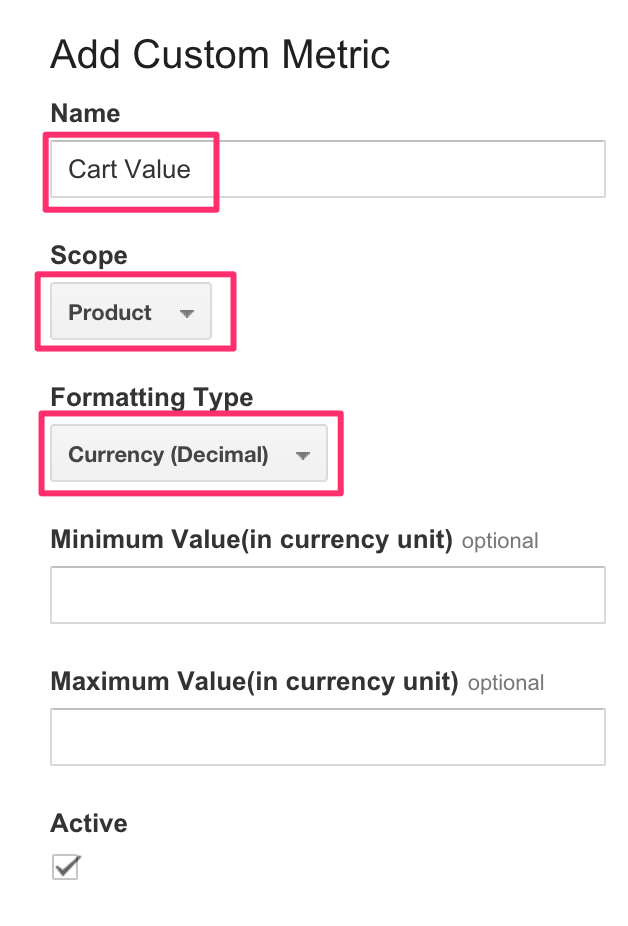 Add Custom Metric
Name
Cart Value
Scope
Product
Formatting Type
Currency (Decimal)
Minimum Value(in currency unit) optional
Maximum Value(in currency unit) optional
Active